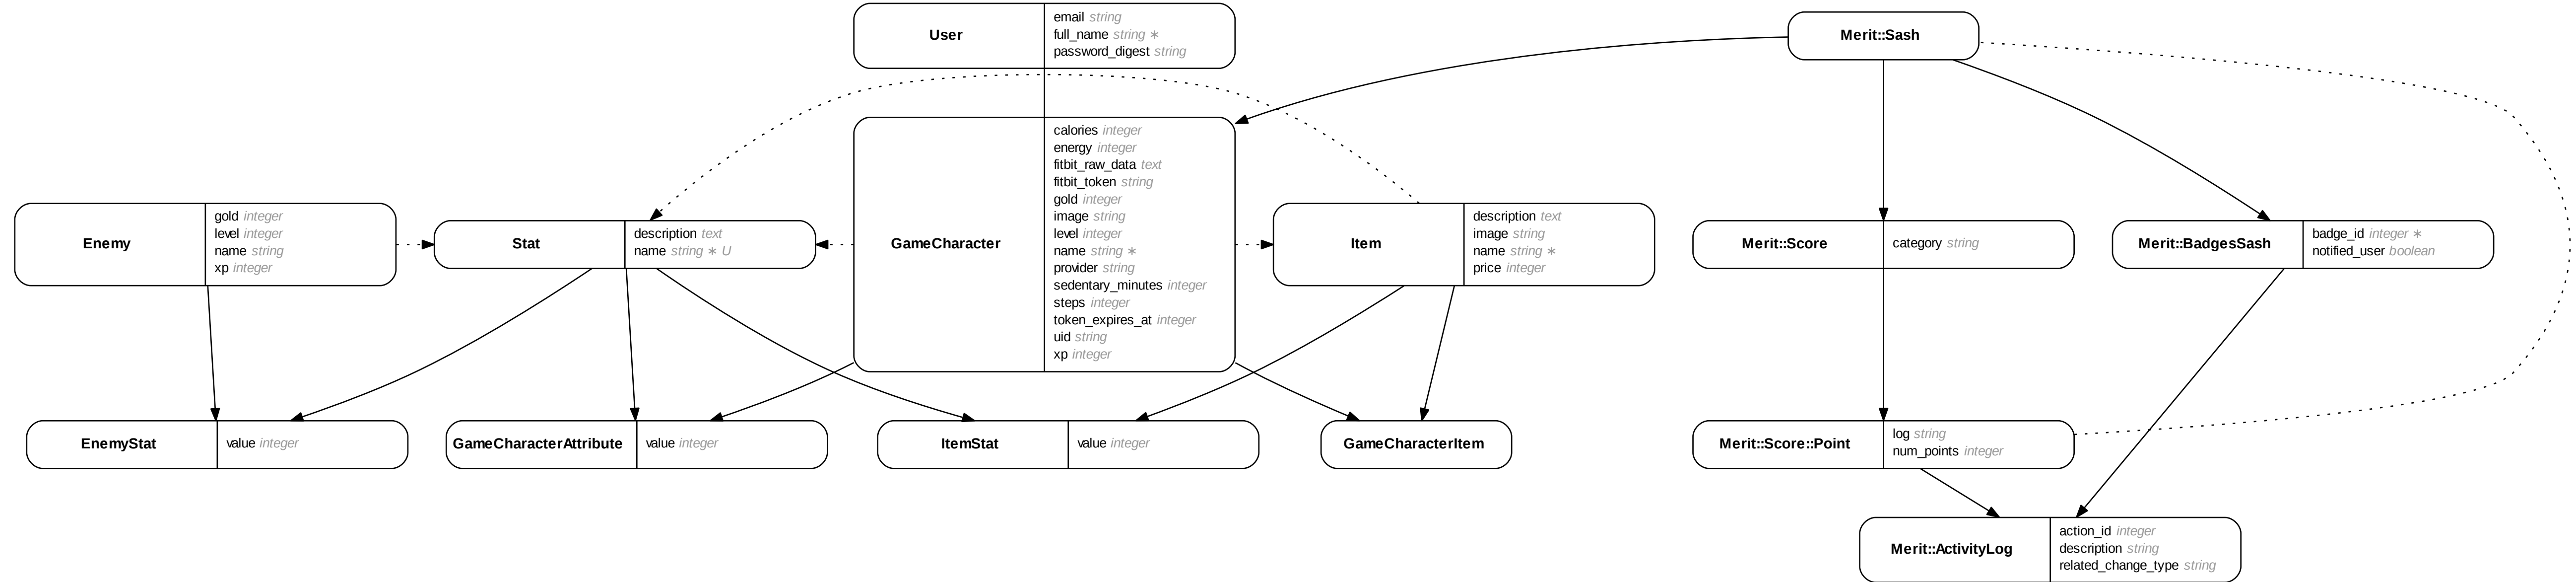 User
email string
full_name string ∗
password_digest string
Merit::Sash
GameCharacter
calories integer
energy integer
fitbit_raw_data text
fitbit_token string
gold integer
image string
level integer
name string ∗
provider string
sedentary_minutes integer
steps integer
token_expires_at integer
uid string
xp integer
Enemy
gold integer
level integer
name string
xp integer
Stat
description text
name string ∗ U
Item
description text
image string
name string ∗
price integer
Merit::Score
category string
Merit::BadgesSash
badge_id integer ∗
notified_user boolean
EnemyStat
value integer
GameCharacterAttribute
value integer
ItemStat
value integer
GameCharacterItem
Merit::Score::Point
log string
num_points integer
Merit::ActivityLog
action_id integer
description string
related_change_type string